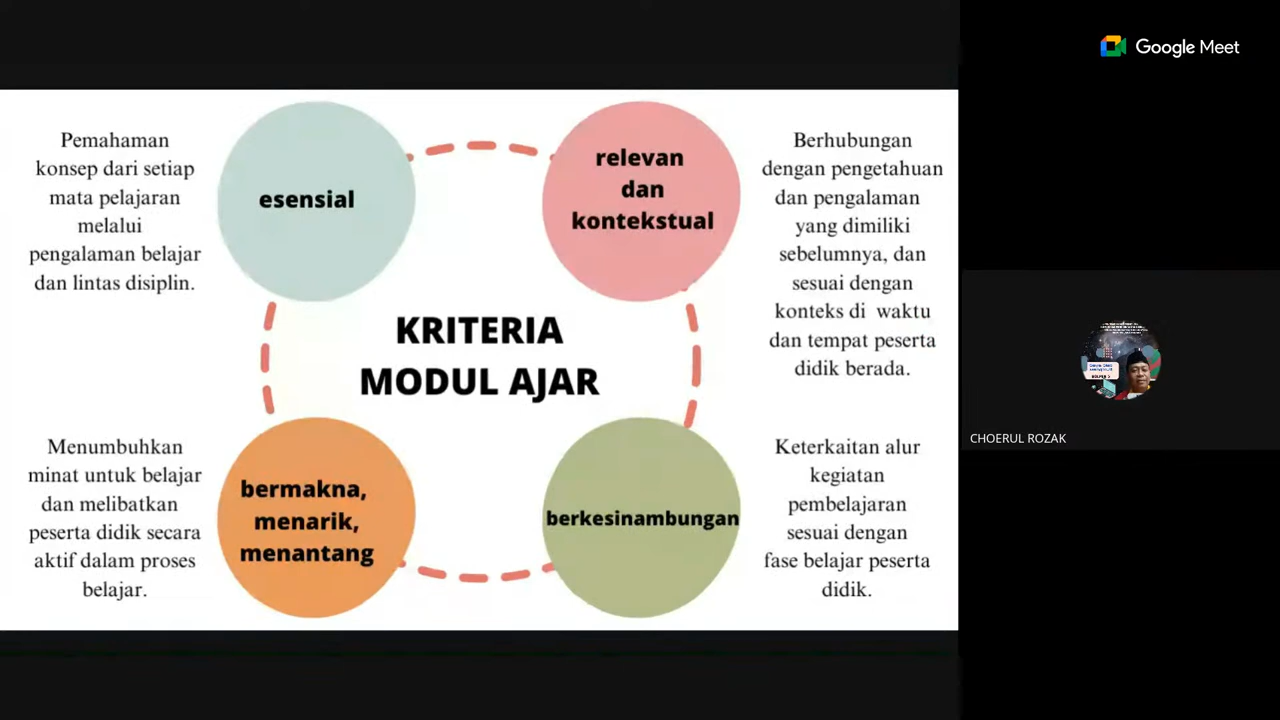 Google Meet
Pemahaman
konsep dari setiap
mata pelajaran
melalui
pengalaman belajar
dan lintas disiplin.
esensial
relevan
dan
kontekstual
Berhubungan
dengan pengetahuan
dan pengalaman
yang dimiliki
sebelumnya, dan
sesuai dengan
konteks di waktu
dan tempat peserta
didik berada.
KRITERIA
MODUL AJAR
Menumbuhkan
minat untuk belajar
dan melibatkan
peserta didik secara
aktif dalam proses
belajar.
bermakna,
menarik,
menantang
berkesinambungan
Keterkaitan alur
kegiatan
pembelajaran
sesuai dengan
fase belajar peserta
didik.
CHOERUL ROZAK